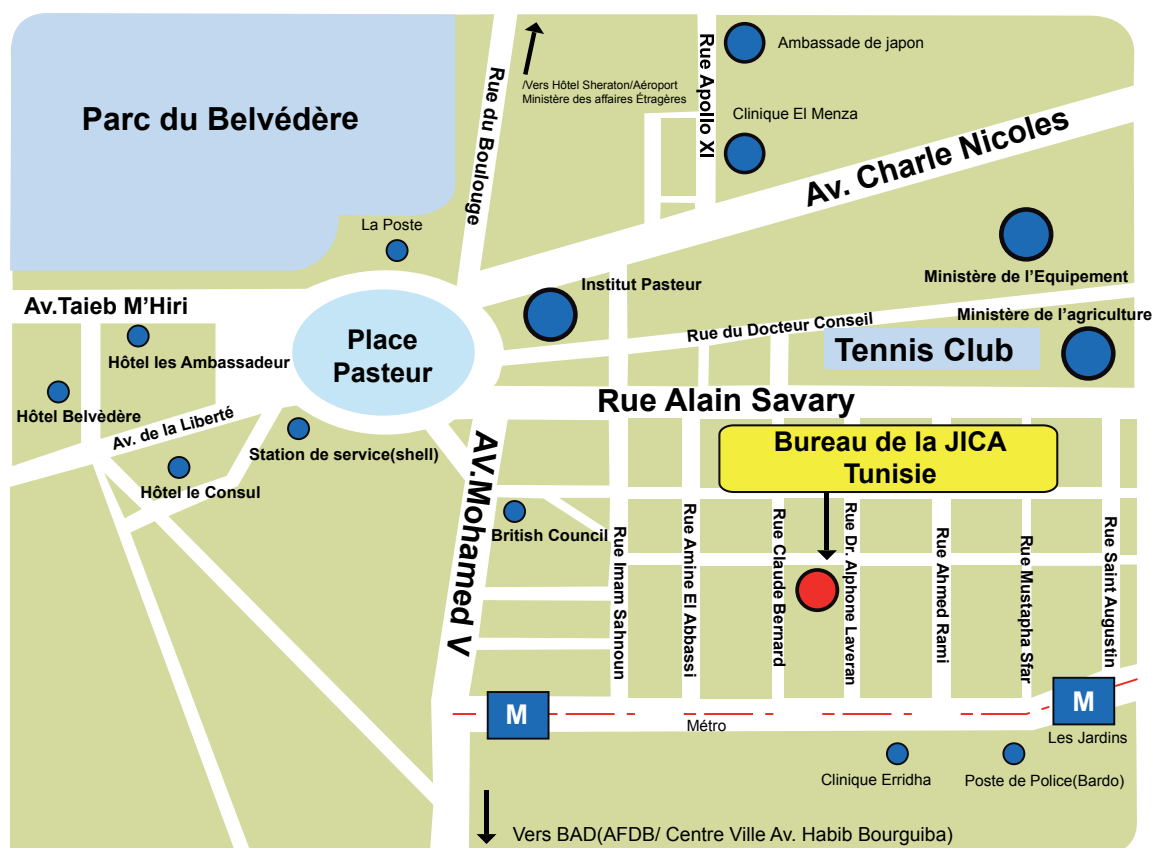 Ambassade de japon
/Vers Hôtel Sheraton/Aéroport
Ministère des affaires Étragères
Rue Apollo XI
Rue du Boulouge
Parc du Belvédère
Clinique El Menza
Av. Charle Nicoles
La Poste
Institut Pasteur
Ministère de l'Equipement
Av.Taieb M'Hiri
Ministère de l'agriculture
Rue du Docteur Conseil
Place
Pasteur
Tennis Club
Hôtel les Ambassadeur
Hôtel Belvèdère
Rue Alain Savary
Av. de la Liberté
Station de service(shell)
Bureau de la JICA
Tunisie
Hôtel le Consul
AV.Mohamed V
British Council
Rue Imam Sahnoun
Rue Amine El Abbassi
Rue Claude Bernard
Rue Dr. Alphone Laveran
Rue Ahmed Rami
Rue Mustapha Sfar
Rue Saint Augustin
M
M
Métro
Les Jardins
Clinique Erridha
Poste de Police(Bardo)
Vers BAD(AFDB/ Centre Ville Av. Habib Bourguiba)